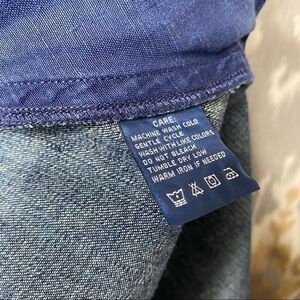 CARE:
MACHINE WASH COLD
GENTLE CYCLE
WASH WITH LIKE COLORS
DO NOT BLEACH
TUMBLE DRY LOW
WARM IRON IF NEEDED